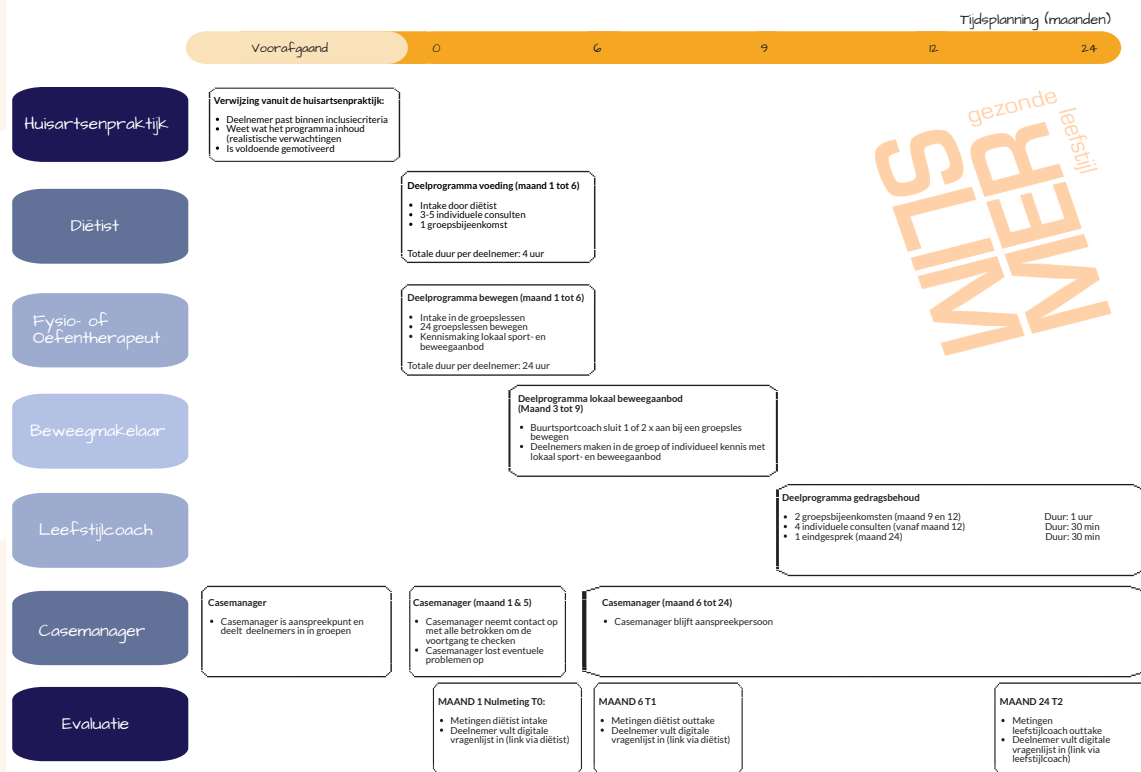 Tijdsplanning (maanden)
Voorafgaand 0 6 9 12 24
gezonde
leefstijl
SLIM
MER
Huisartsenpraktijk
Verwijzing vanuit de huisartsenpraktijk:
• Deelnemer past binnen inclusiecriteria
• Weet wat het programma inhoud
(realistische verwachtingen
• Is voldoende gemotiveerd
Diëtist
Deelprogramma voeding (maand 1 tot 6)
• Intake door diëtist
• 3-5 individuele consulten
• 1 groepsbijeenkomst
Totale duur per deelnemer: 4 uur
Fysio- of
Oefentherapeut
Deelprogramma bewegen (maand 1 tot 6)
• Intake in de groepslessen
• 24 groepslessen bewegen
• Kennismaking lokaal sport- en
beweegaanbod
Totale duur per deelnemer: 24 uur
Beweegmakelaar
Deelprogramma lokaal beweegaanbod
(Maand 3 tot 9)
• Buurtsportcoach sluit 1 of 2 x aan bij een groepsles
bewegen
• Deelnemers maken in de groep of individueel kennis met
lokaal sport- en beweegaanbod
Leefstijlcoach
Deelprogramma gedragsbehoud
• 2 groepsbijeenkomsten (maand 9 en 12) Duur: 1 uur
• 4 individuele consulten (vanaf maand 12) Duur: 30 min
• 1 eindgesprek (maand 24) Duur: 30 min
Casemanager
Casemanager
• Casemanager is aanspreekpunt en
deelt deelnemers in in groepen
Casemanager (maand 1 & 5)
• Casemanager neemt contact op
met alle betrokken om de
voortgang te checken
• Casemanager lost eventuele
problemen op
Casemanager (maand 6 tot 24)
• Casemanager blijft aanspreekpersoon
Evaluatie
MAAND 1 Nulmeting T0:
• Metingen diëtist intake
• Deelnemer vult digitale
vragenlijst in (link via diëtist)
MAAND 6 T1
• Metingen diëtist outtake
• Deelnemer vult digitale
vragenlijst in (link via diëtist)
MAAND 24 T2
• Metingen
leefstijlcoach outtake
• Deelnemer vult digitale
vragenlijst in (link via
leefstijlcoach)